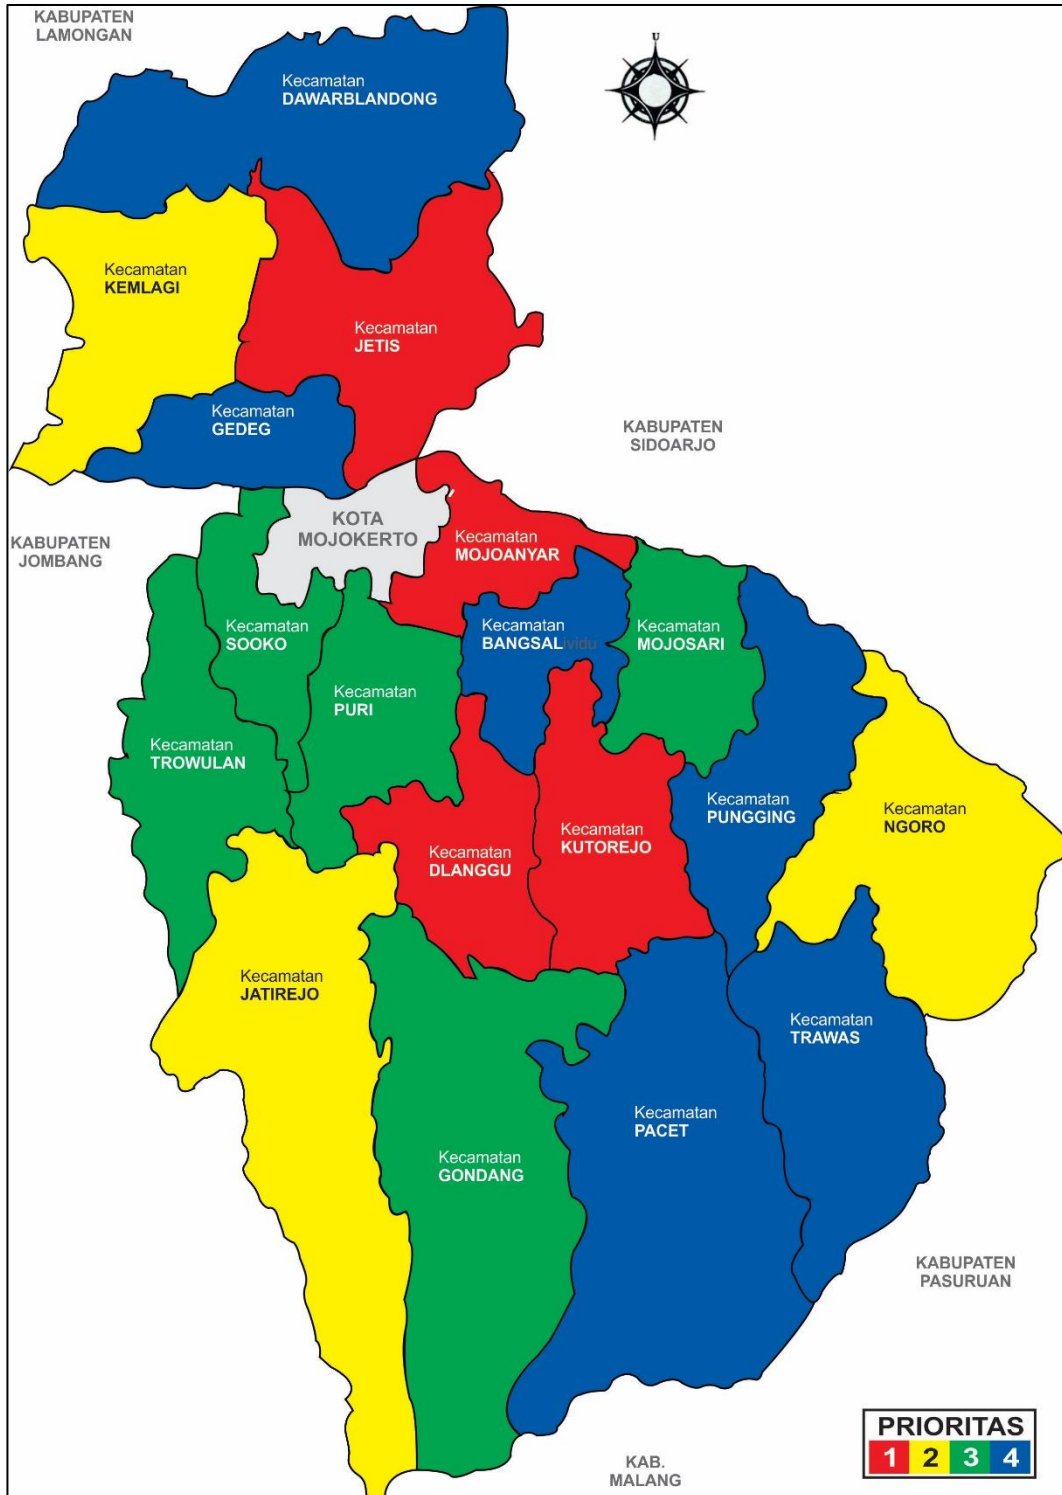 KABUPATEN
LAMONGAN
U
Kecamatan
DAWARBLANDONG
Kecamatan
KEMLAGI
Kecamatan
JETIS
Kecamatan
GEDEG
KABUPATEN
SIDOARJO
KABUPATEN
JOMBANG
KOTA
MOJOKERTO
Kecamatan
MOJOANYAR
Kecamatan
SOOKO
Kecamatan
BANGSALividu
Kecamatan
MOJOSARI
Kecamatan
PURI
Kecamatan
TROWULAN
Kecamatan
PUNGGING
Kecamatan
NGORO
Kecamatan
KUTOREJO
Kecamatan
DLANGGU
Kecamatan
JATIREJO
Kecamatan
TRAWAS
Kecamatan
PACET
Kecamatan
GONDANG
KABUPATEN
PASURUAN
KAB.
MALANG
PRIORITAS
1 2 3 4